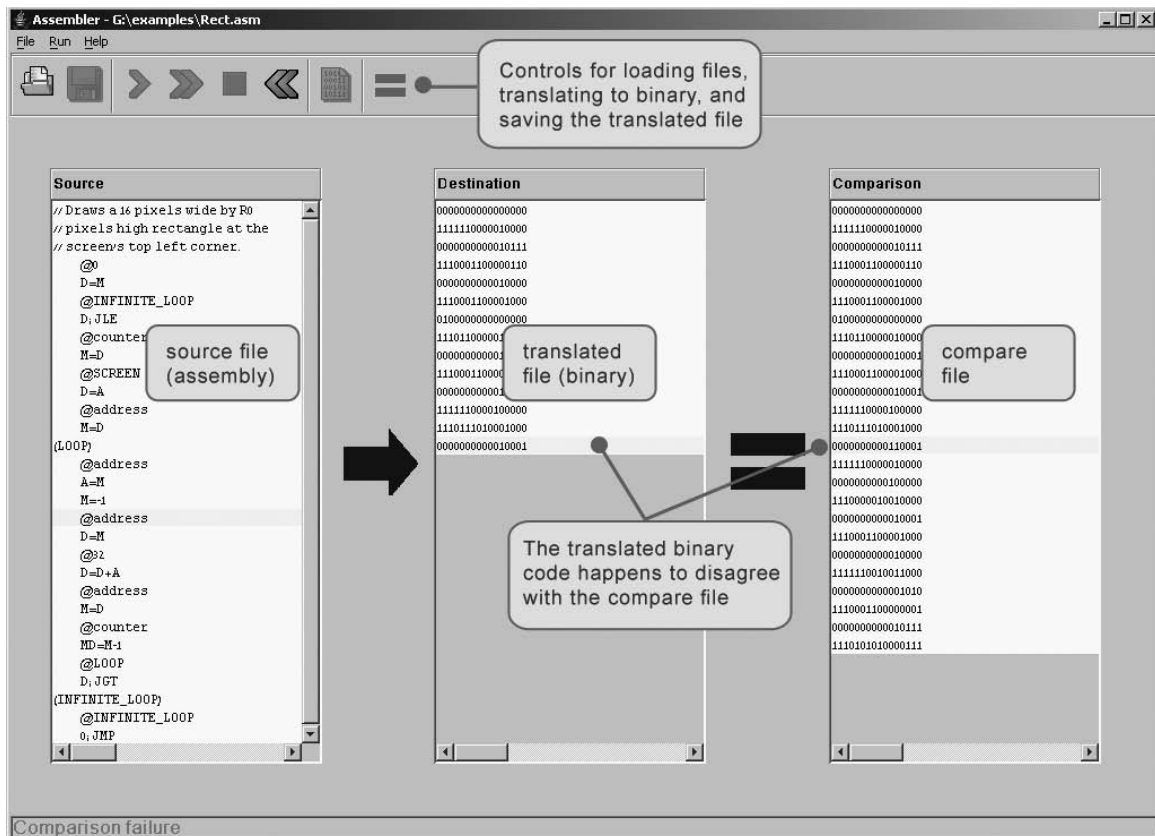 Assembler - G:\examples\Rect.asm
File Run Help
Controls for loading files,
translating to binary, and
saving the translated file
Source
// Draws a 16 pixels wide by R0
// pixels high rectangle at the
// screen's top left corner.
@0
D=M
@INFINITE_LOOP
D;JLE
@counter
M=D
@SCREEN
D=A
@address
M=D
(LOOP)
@address
A=M
M=-1
@address
D=M
@32
D=D+A
@address
M=D
@counter
MD=M-1
@LOOP
D;JGT
(INFINITE_LOOP)
@INFINITE_LOOP
0;JMP
source file
(assembly)
Destination
0000000000000000
1111110000010000
0000000000010111
1110001100000110
0000000000010000
1110001100001000
0100000000000000
1111110000100000
1110111010001000
0000000000010001
translated
file (binary)
Comparison
0000000000000000
1111110000010000
0000000000010111
1110001100000110
0000000000010000
1110001100001000
0100000000000000
1110110000010000
0000000000010001
1110001100001000
0000000000010001
1111110000100000
1110111010001000
0000000000110001
1111110000010000
0000000000100000
1110000010010000
0000000000010001
1110001100001000
0000000000010000
1111110010011000
0000000000001010
1110001100000001
0000000000010111
1110101010000111
compare
file
The translated binary
code happens to disagree
with the compare file
Comparison failure